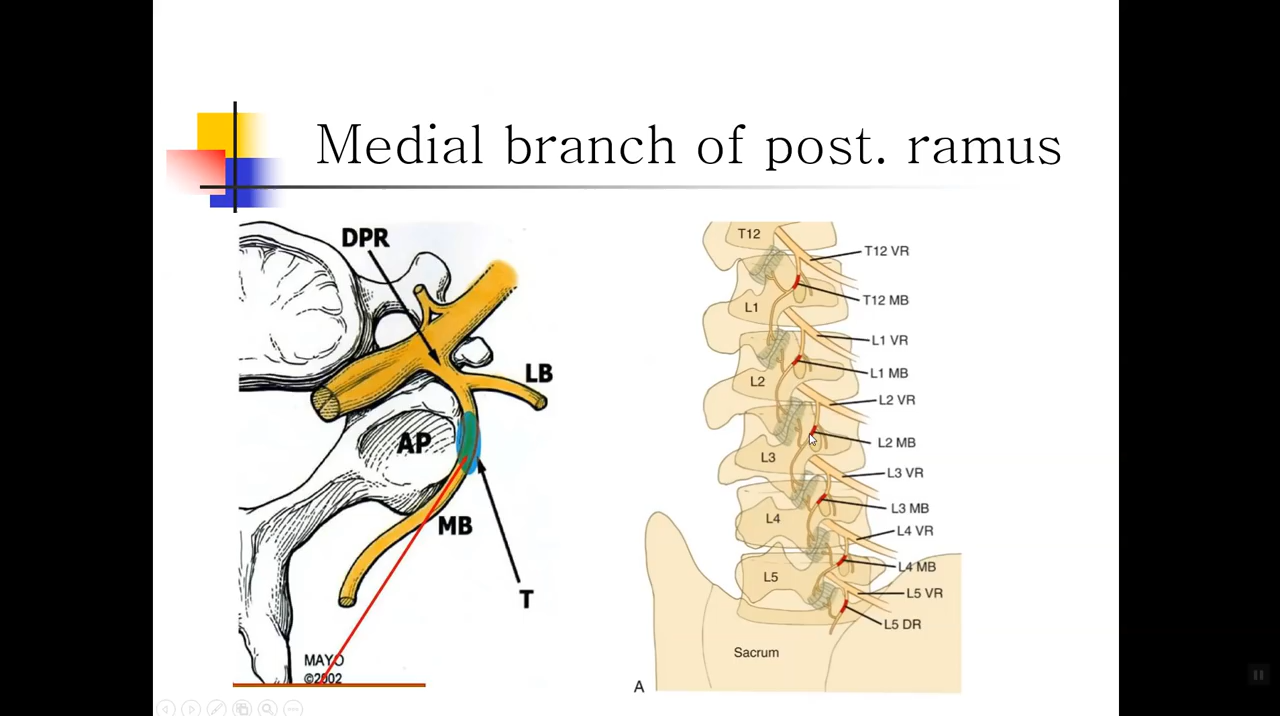 Medial branch of post. ramus
DPR
LB
AP
MB
T
MAYO
©2002
T12
T12 VR
T12 MB
L1
L1 VR
L1 MB
L2
L2 VR
L2 MB
L3
L3 VR
L3 MB
L4
L4 VR
L4 MB
L5
L5 VR
L5 DR
Sacrum
A